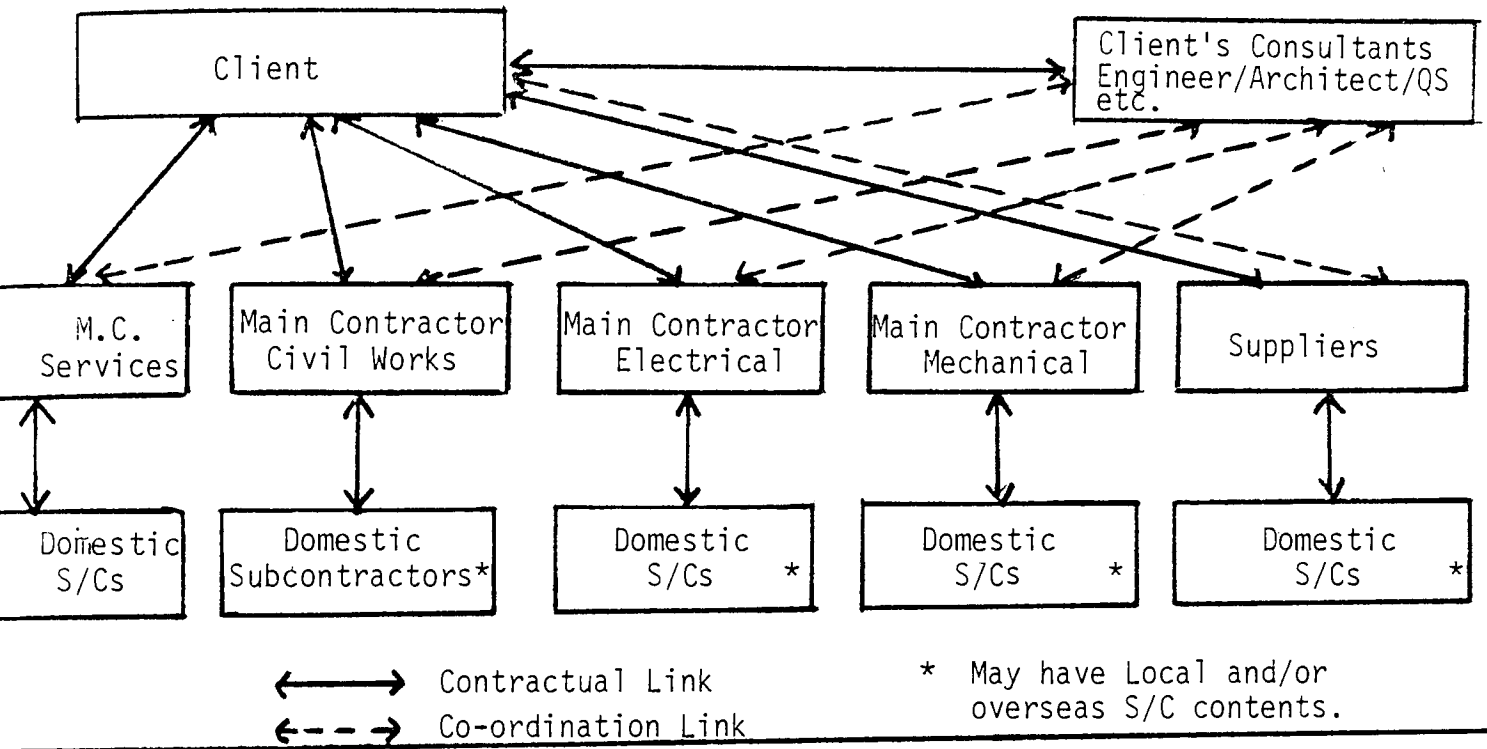 Client
Client's Consultants
Engineer/Architect/QS
etc.
M.C.
Services
Main Contractor
Civil Works
Main Contractor
Electrical
Main Contractor
Mechanical
Suppliers
Domestic
S/Cs
Domestic
Subcontractors*
Domestic
S/Cs *
Domestic
S/Cs *
Domestic
S/Cs *
Contractual Link
Co-ordination Link
* May have Local and/or
overseas S/C contents.